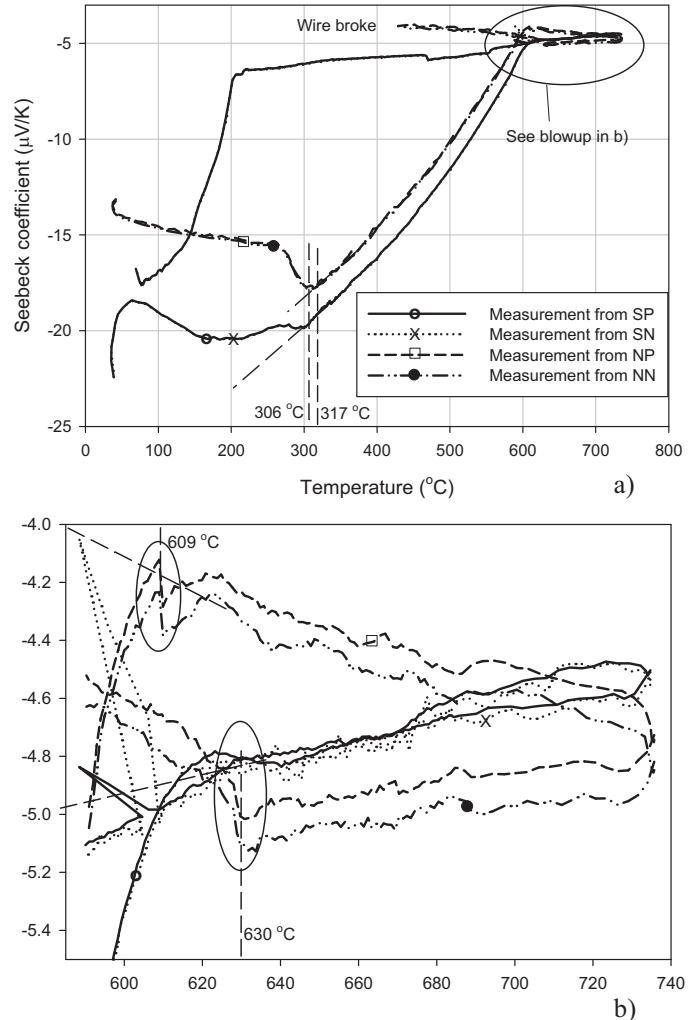 -5
-10
-15
-20
-25
0 100 200 300 400 500 600 700 800
Seebeck coefficient (μV/K)
Temperature (°C)
Wire broke
See blowup in b)
Measurement from SP
Measurement from SN
Measurement from NP
Measurement from NN
306 °C 317 °C
a)
-4.0
-4.2
-4.4
-4.6
-4.8
-5.0
-5.2
-5.4
609 °C
630 °C
600 620 640 660 680 700 720 740
b)